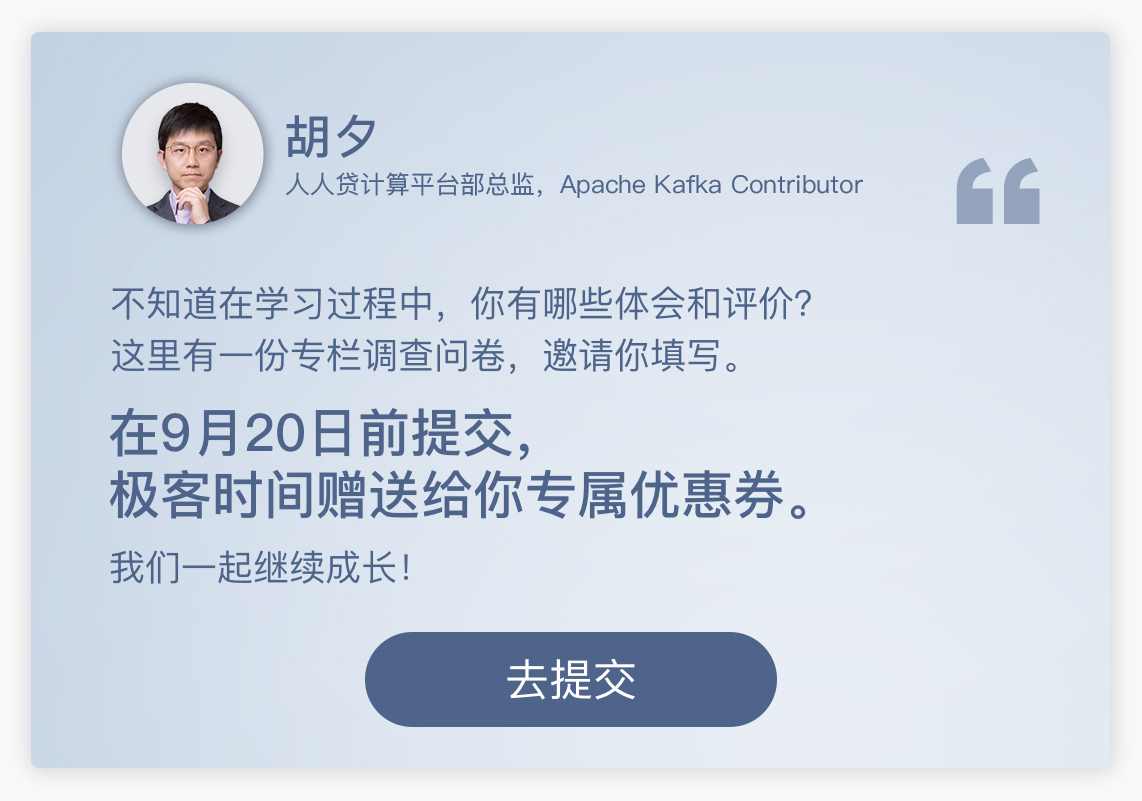 胡夕
人人贷计算平台部总监，Apache Kafka Contributor
不知道在学习过程中，你有哪些体会和评价？
这里有一份专栏调查问卷，邀请你填写。
在9月20日前提交，
极客时间赠送给你专属优惠券。
我们一起继续成长！
去提交